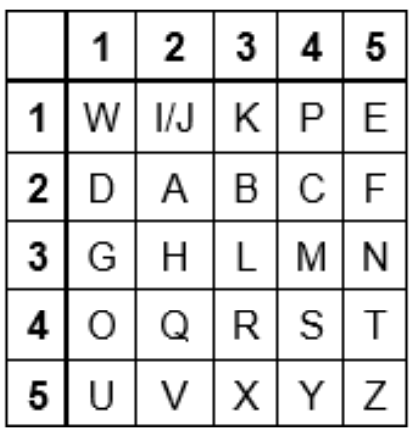 1 2 3 4 5
1 W I/J K P E
2 D A B C F
3 G H L M N
4 O Q R S T
5 U V X Y Z